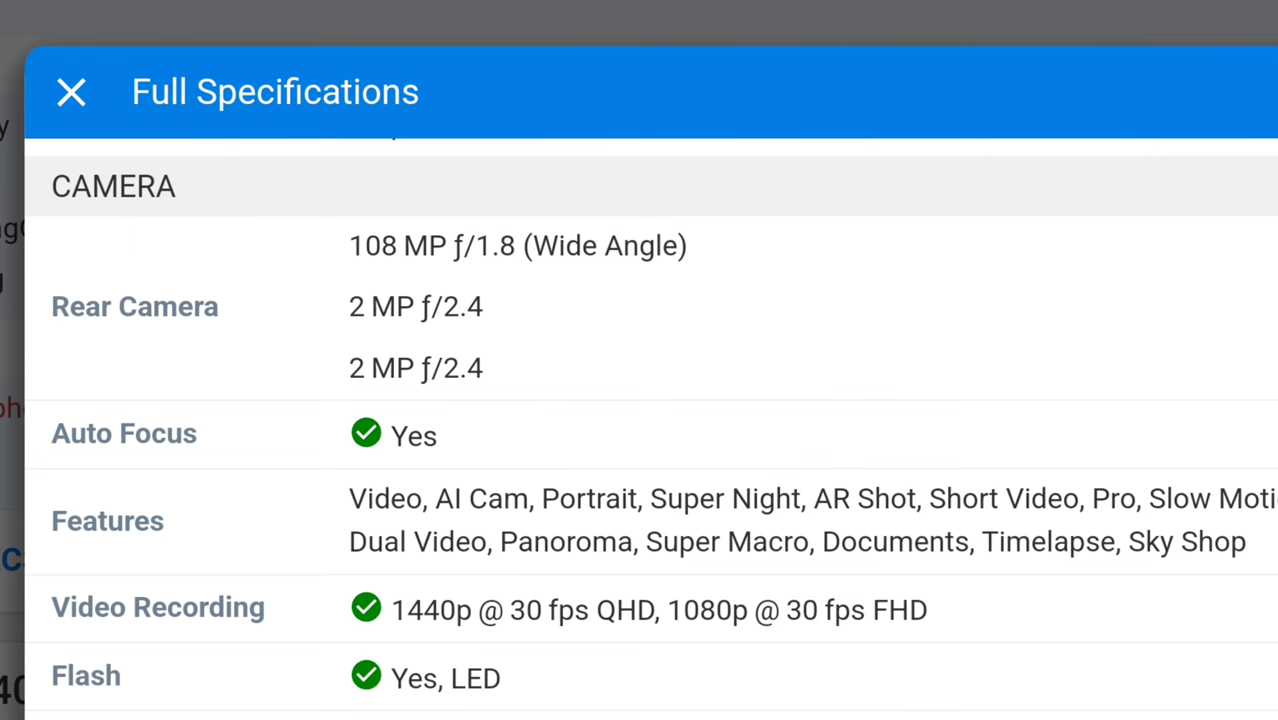 Full Specifications
CAMERA
108 MP ƒ/1.8 (Wide Angle)
Rear Camera
2 MP ƒ/2.4
2 MP ƒ/2.4
Auto Focus
Yes
Video, AI Cam, Portrait, Super Night, AR Shot, Short Video, Pro, Slow Moti
Features
Dual Video, Panoroma, Super Macro, Documents, Timelapse, Sky Shop
Video Recording
1440p @ 30 fps QHD, 1080p @ 30 fps FHD
Flash
Yes, LED